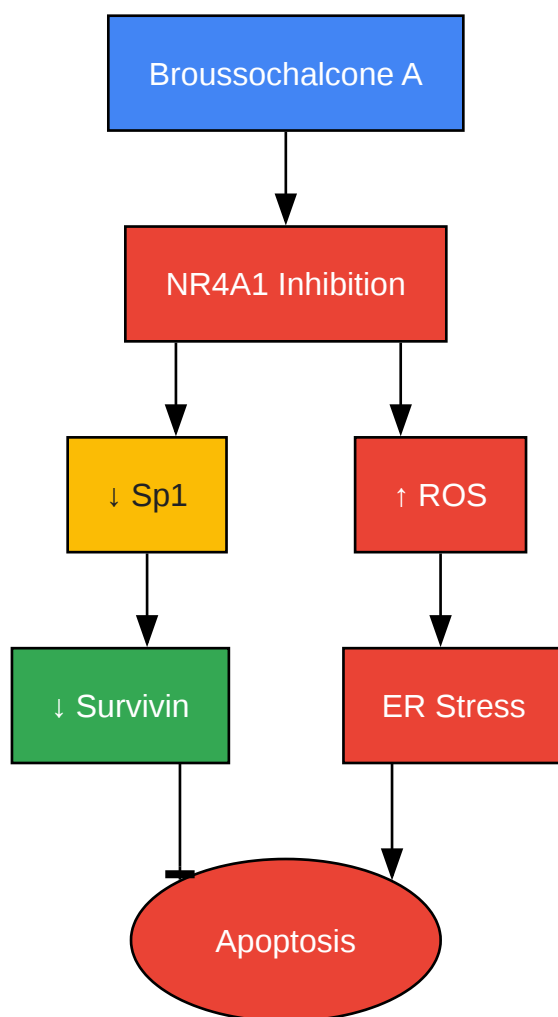 Broussochalcone A
NR4A1 Inhibition
↓ Sp1
↑ ROS
↓ Survivin
ER Stress
Apoptosis